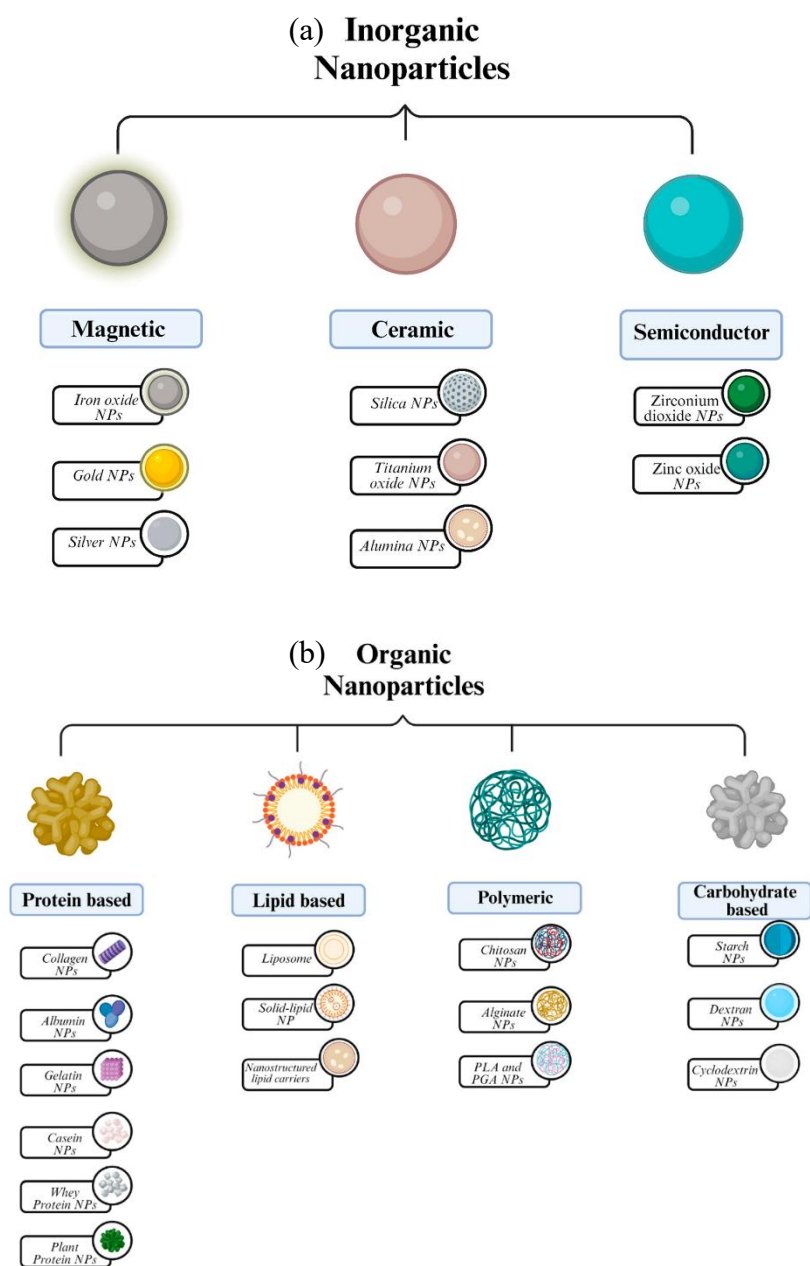 (a) Inorganic
Nanoparticles
Magnetic
Ceramic
Semiconductor
Iron oxide
NPs
Gold NPs
Silver NPs
Silica NPs
Titanium
oxide NPs
Alumina NPs
Zirconium
dioxide NPs
Zinc oxide
NPs
(b) Organic
Nanoparticles
Protein based
Lipid based
Polymeric
Carbohydrate
based
Collagen
NPs
Albumin
NPs
Gelatin
NPs
Casein
NPs
Whey
Protein NPs
Plant
Protein NPs
Liposome
Solid-lipid
NP
Nanostructured
lipid carriers
Chitosan
NPs
Alginate
NPs
PLA and
PGA NPs
Starch
NPs
Dextran
NPs
Cyclodextrin
NPs